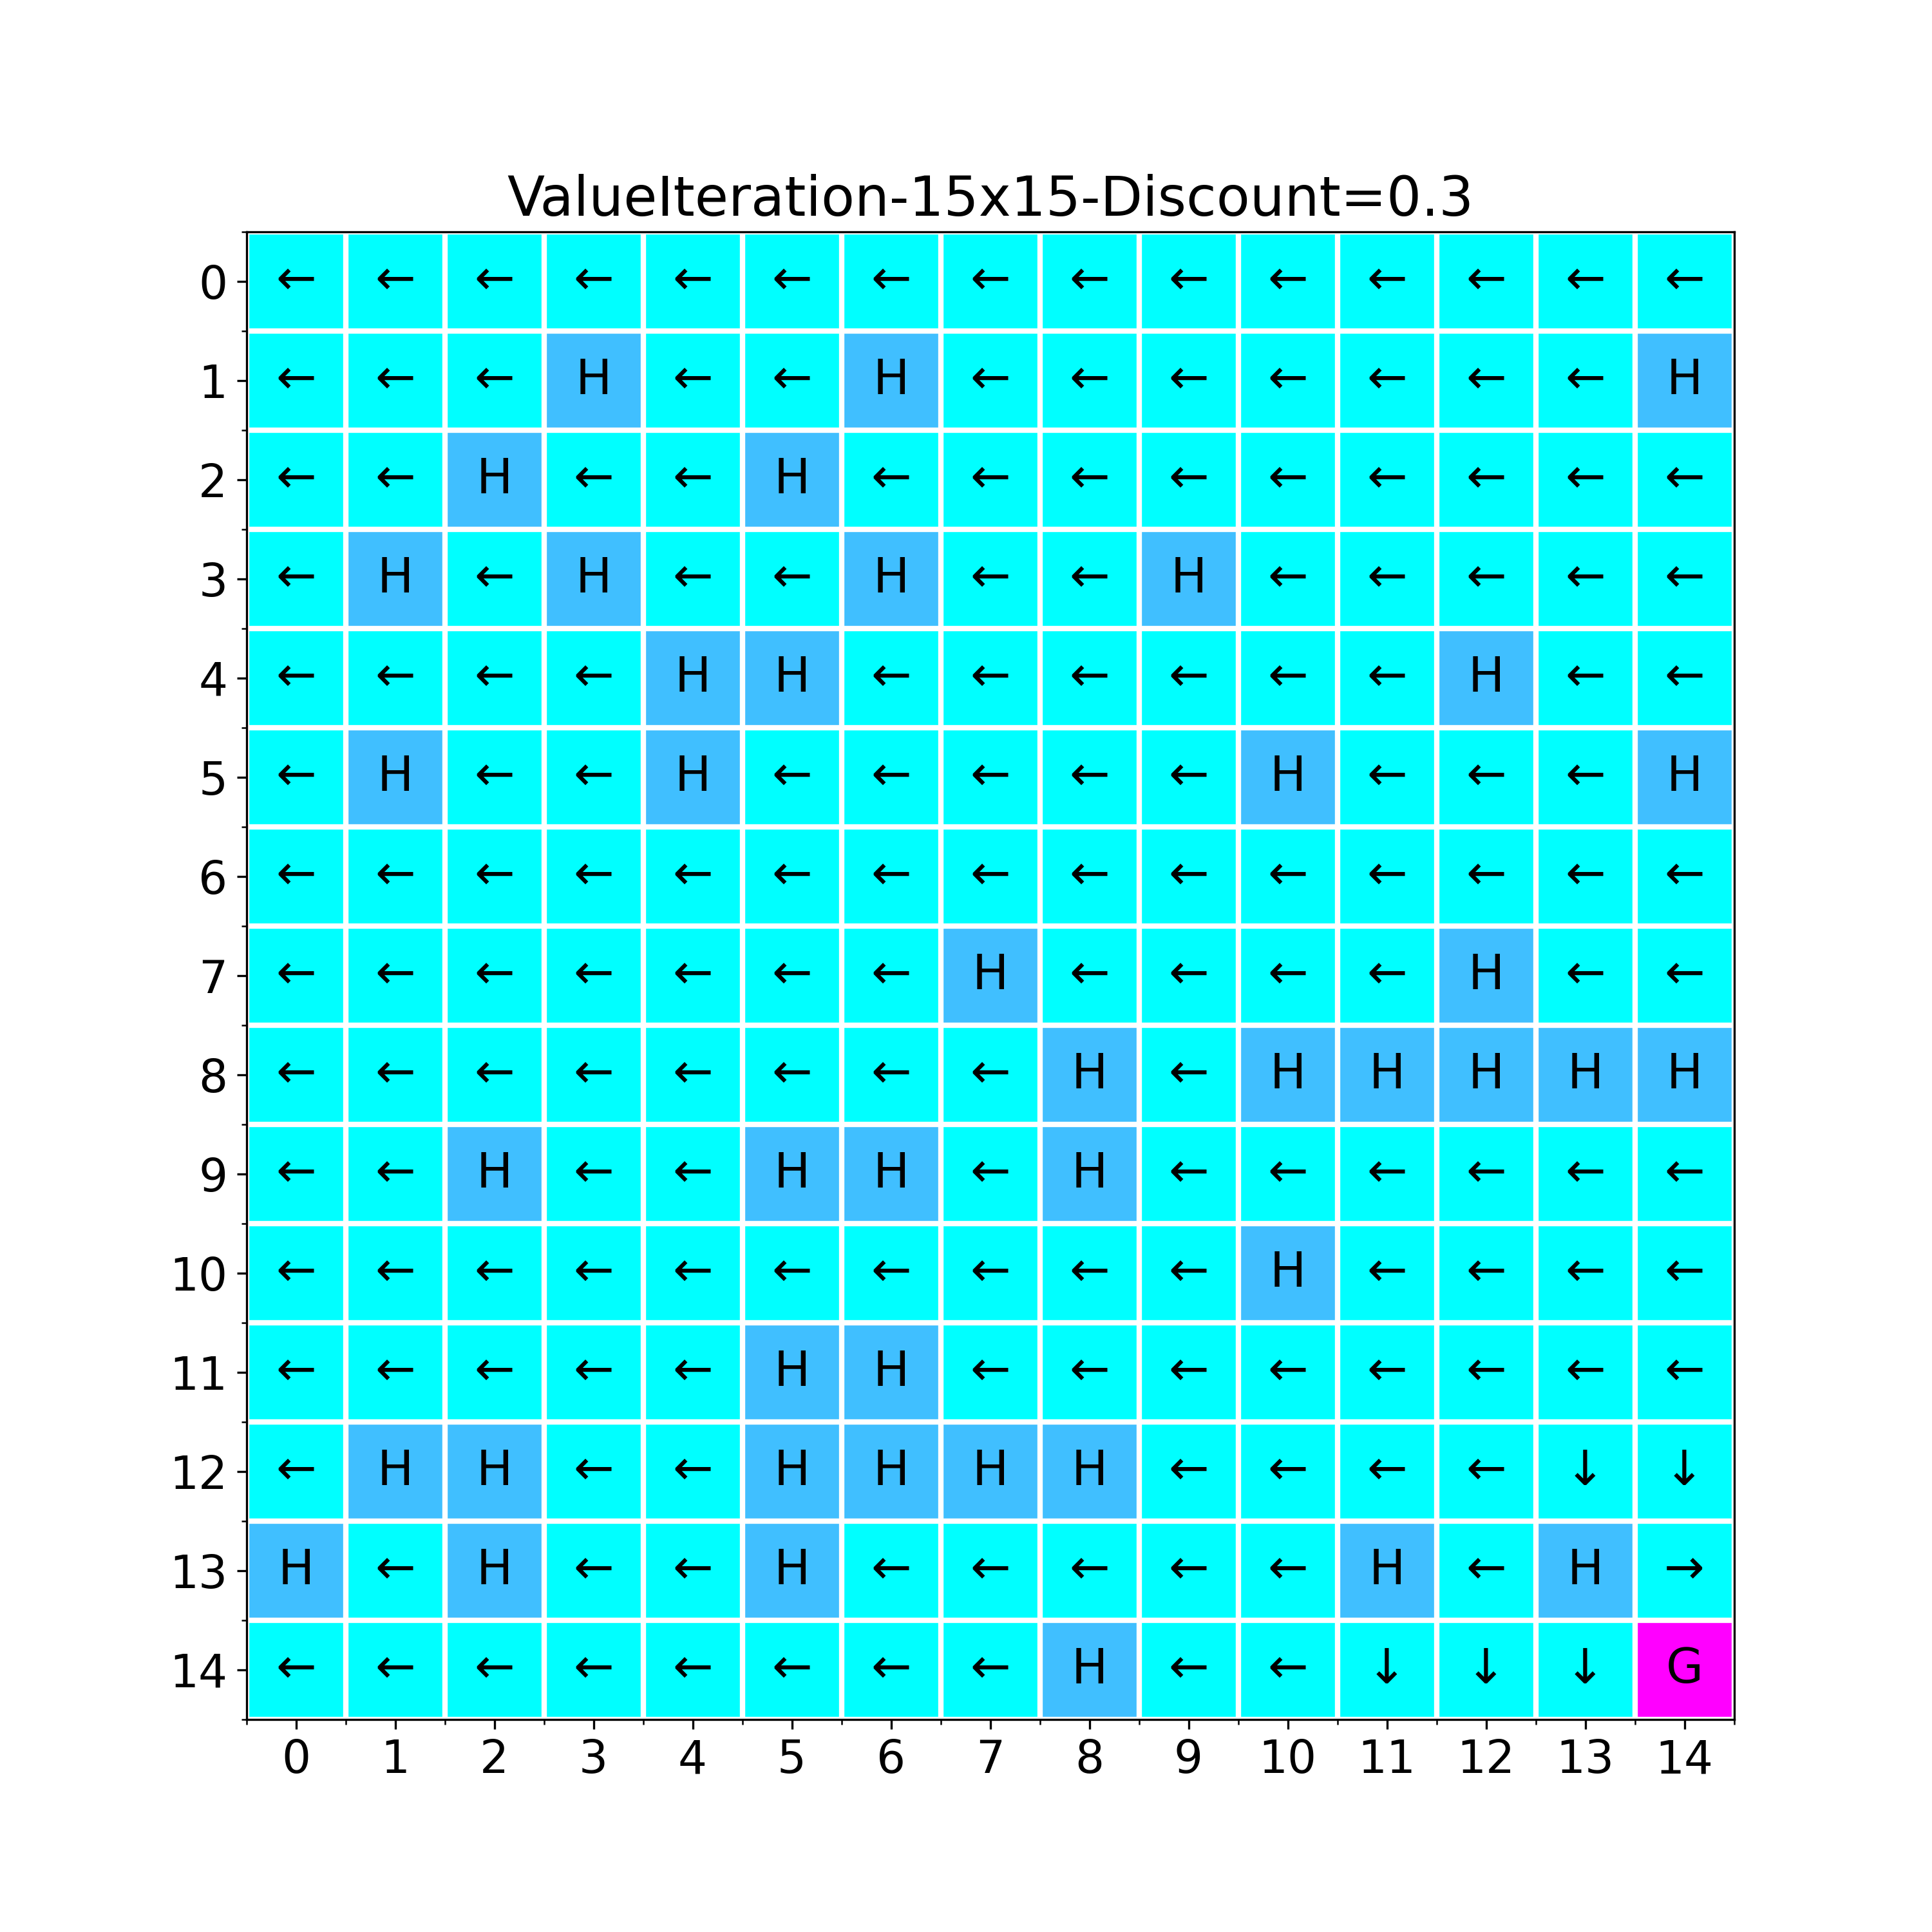 ValueIteration-15x15-Discount=0.3
0 ← ← ← ← ← ← ← ← ← ← ← ← ← ← ←
1 ← ← ← H ← ← H ← ← ← ← ← ← ← H
2 ← ← H ← ← H ← ← ← ← ← ← ← ← ←
3 ← H ← H ← ← H ← ← H ← ← ← ← ←
4 ← ← ← ← H H ← ← ← ← ← ← H ← ←
5 ← H ← ← H ← ← ← ← ← H ← ← ← H
6 ← ← ← ← ← ← ← ← ← ← ← ← ← ← ←
7 ← ← ← ← ← ← ← H ← ← ← ← H ← ←
8 ← ← ← ← ← ← ← ← H ← H H H H H
9 ← ← H ← ← H H ← H ← ← ← ← ← ←
10 ← ← ← ← ← ← ← ← ← ← H ← ← ← ←
11 ← ← ← ← ← H H ← ← ← ← ← ← ← ←
12 ← H H ← ← H H H H ← ← ← ← ↓ ↓
13 H ← H ← ← H ← ← ← ← ← H ← H →
14 ← ← ← ← ← ← ← ← H ← ← ↓ ↓ ↓ G
0 1 2 3 4 5 6 7 8 9 10 11 12 13 14